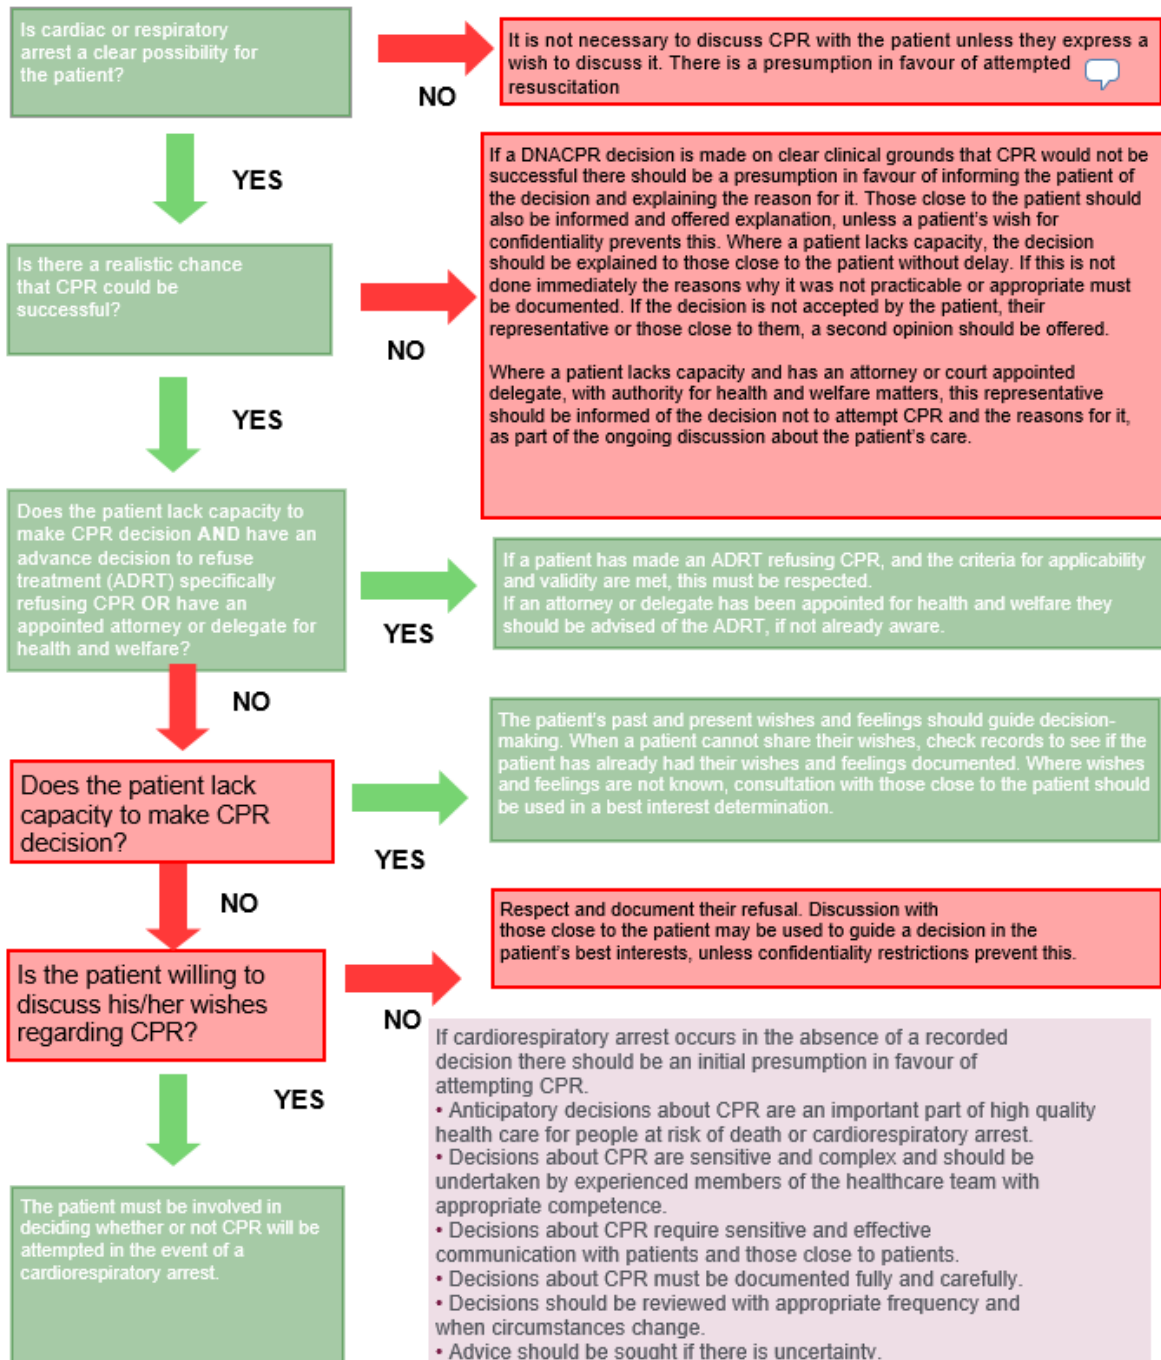 Is cardiac or respiratory
arrest a clear possibility for
the patient?
NO
It is not necessary to discuss CPR with the patient unless they express a
wish to discuss it. There is a presumption in favour of attempted
resuscitation
YES
If a DNACPR decision is made on clear clinical grounds that CPR would not be
successful there should be a presumption in favour of informing the patient of
the decision and explaining the reason for it. Those close to the patient should
also be informed and offered explanation, unless a patient's wish for
confidentiality prevents this. Where a patient lacks capacity, the decision
should be explained to those close to the patient without delay. If this is not
done immediately the reasons why it was not practicable or appropriate must
be documented. If the decision is not accepted by the patient, their
representative or those close to them, a second opinion should be offered.
Where a patient lacks capacity and has an attorney or court appointed
delegate, with authority for health and welfare matters, this representative
should be informed of the decision not to attempt CPR and the reasons for it,
as part of the ongoing discussion about the patient's care.
Is there a realistic chance
that CPR could be
successful?
NO
YES
Does the patient lack capacity to
make CPR decision AND have an
advance decision to refuse
treatment (ADRT) specifically
refusing CPR OR have an
appointed attorney or delegate for
health and welfare?
YES
If a patient has made an ADRT refusing CPR, and the criteria for applicability
and validity are met, this must be respected.
If an attorney or delegate has been appointed for health and welfare they
should be advised of the ADRT, if not already aware.
NO
The patient's past and present wishes and feelings should guide decision-
making. When a patient cannot share their wishes, check records to see if the
patient has already had their wishes and feelings documented. Where wishes
and feelings are not known, consultation with those close to the patient should
be used in a best interest determination.
Does the patient lack
capacity to make CPR
decision?
YES
NO
Respect and document their refusal. Discussion with
those close to the patient may be used to guide a decision in the
patient's best interests, unless confidentiality restrictions prevent this.
Is the patient willing to
discuss his/her wishes
regarding CPR?
NO
YES
The patient must be involved in
deciding whether or not CPR will be
attempted in the event of a
cardiorespiratory arrest.
If cardiorespiratory arrest occurs in the absence of a recorded
decision there should be an initial presumption in favour of
attempting CPR.
• Anticipatory decisions about CPR are an important part of high quality
health care for people at risk of death or cardiorespiratory arrest.
• Decisions about CPR are sensitive and complex and should be
undertaken by experienced members of the healthcare team with
appropriate competence.
• Decisions about CPR require sensitive and effective
communication with patients and those close to patients.
• Decisions about CPR must be documented fully and carefully.
• Decisions should be reviewed with appropriate frequency and
when circumstances change.
• Advice should be sought if there is uncertainty.